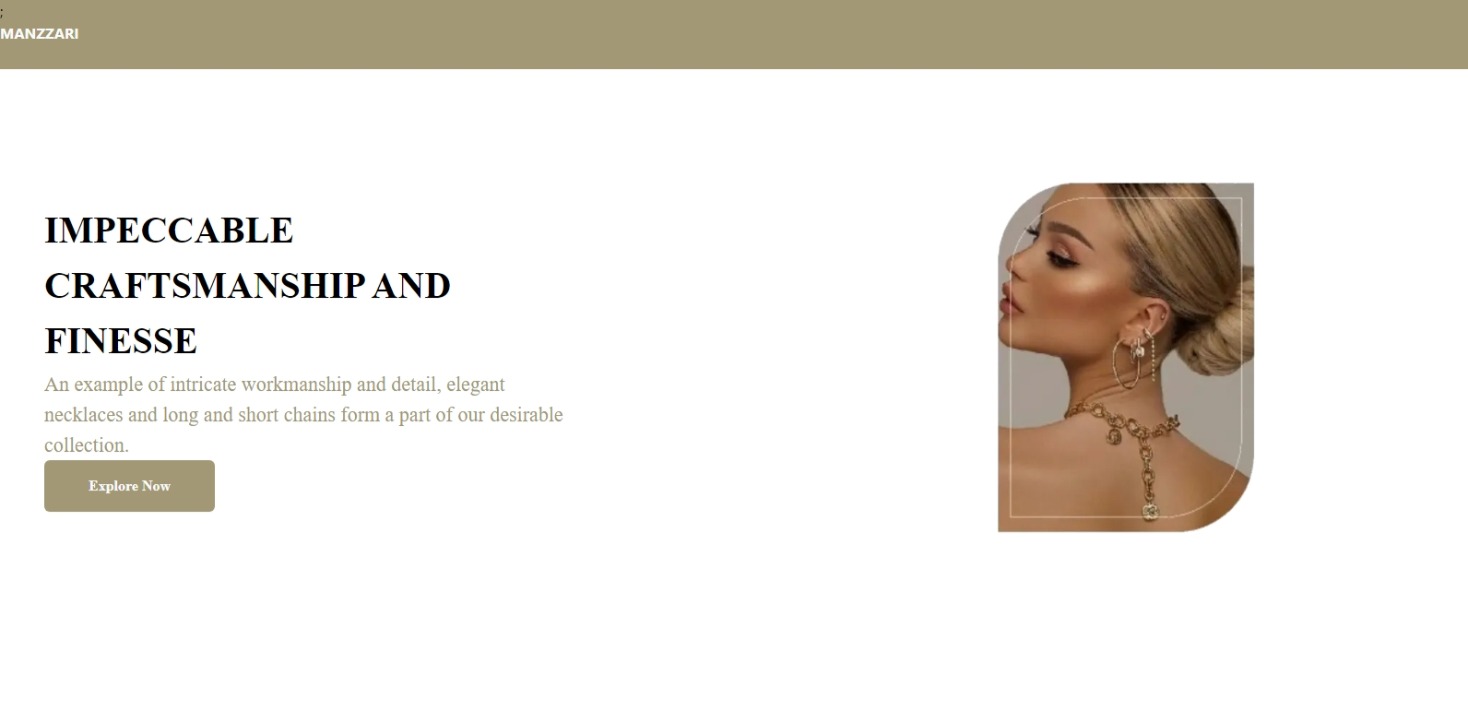 ;
MANZZARI
IMPECCABLE
CRAFTSMANSHIP AND
FINESSE
An example of intricate workmanship and detail, elegant
necklaces and long and short chains form a part of our desirable
collection.
Explore Now